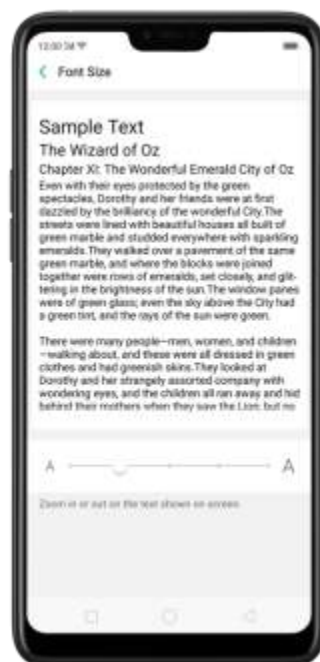 Font Size
Sample Text
The Wizard of Oz
Chapter XI: The Wonderful Emerald City of Oz
Even with their eyes protected by the green
spectacles, Dorothy and her friends were at first
dazzled by the brilliancy of the wonderful City.The
streets were lined with beautiful houses all built of
green marble and studded everywhere with sparkling
emeralds.They walked over a pavement of the same
green marble, and where the blocks were joined
together were rows of emeralds, set closely, and glit-
tering in the brightness of the sun.The window panes
were of green glass; even the sky above the City had
a green tint, and the rays of the sun were green.
There were many people—men, women, and children
—walking about, and these were all dressed in green
clothes and had greenish skins.They looked at
Dorothy and her strangely assorted company with
wondering eyes, and the children all ran away and hid
behind their mothers when they saw the Lion; but no
A A
Zoom in or out on the text shown on screen.